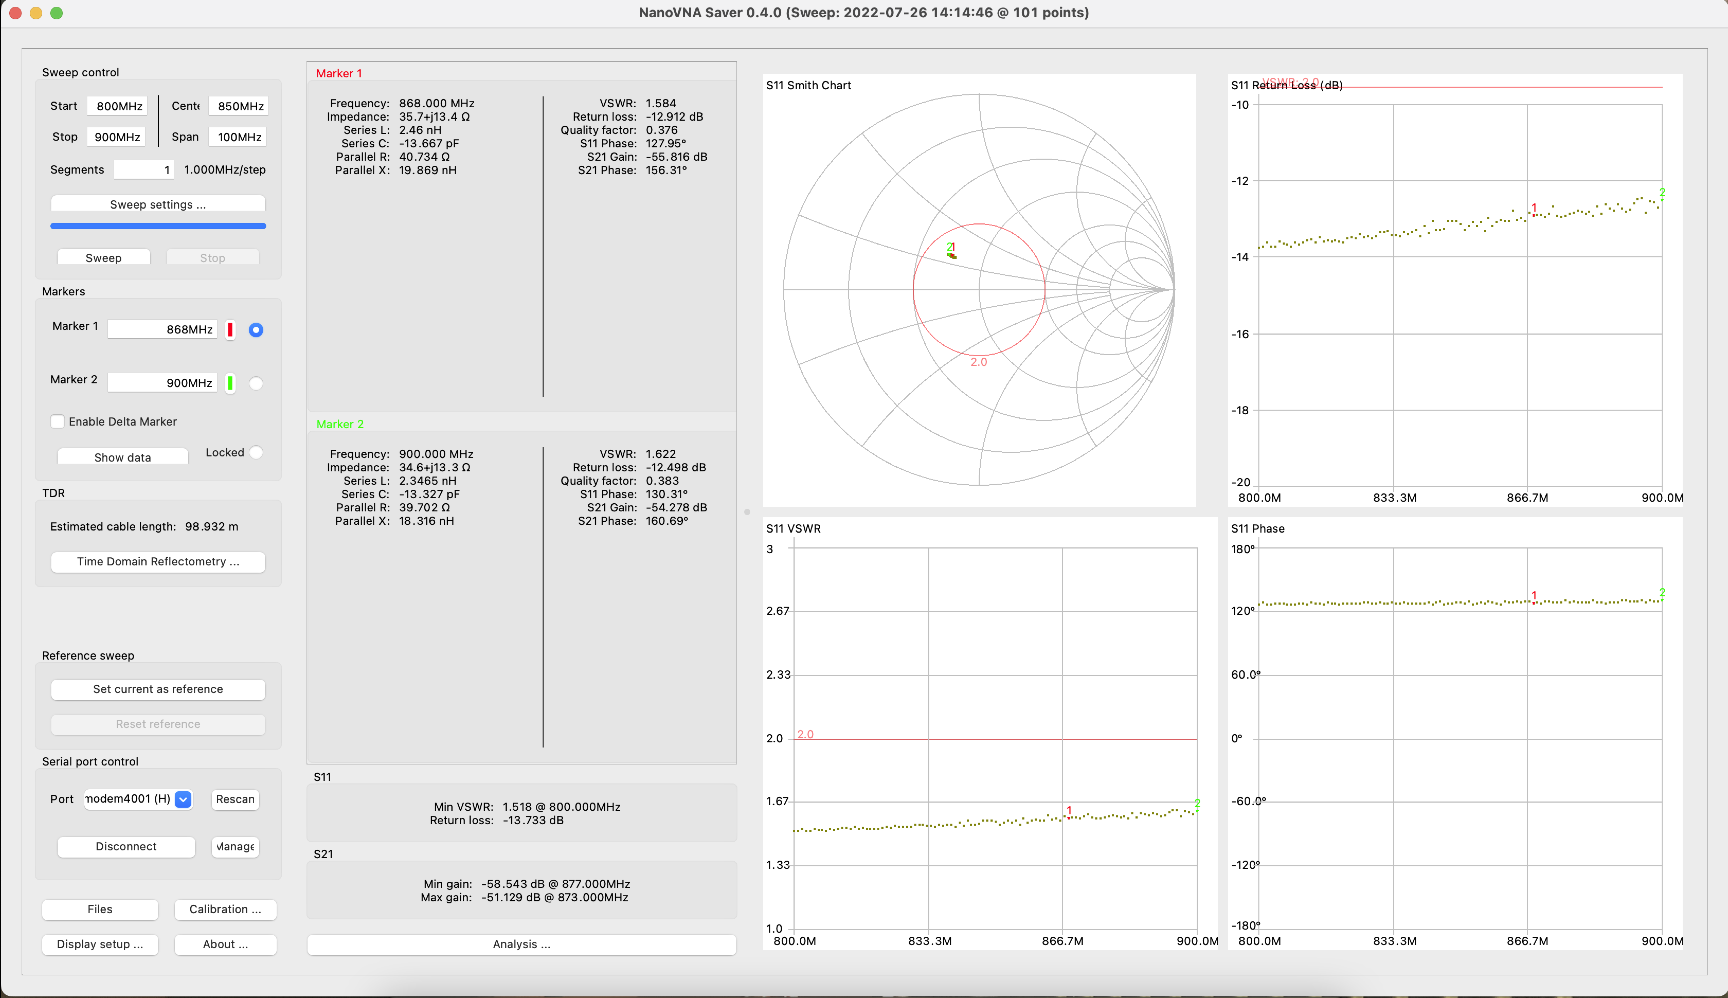 NanoVNA Saver 0.4.0 (Sweep: 2022-07-26 14:14:46 @ 101 points)
Sweep control
Start 800MHz Cente 850MHz
Stop 900MHz Span 100MHz
Segments 1 1.000MHz/step
Sweep settings ...
Sweep Stop
Markers
Marker 1 868MHz
Marker 2 900MHz
Enable Delta Marker
Show data Locked
TDR
Estimated cable length: 98.932 m
Time Domain Reflectometry ...
Reference sweep
Set current as reference
Reset reference
Serial port control
Port modem4001 (H) Rescan
Disconnect Manage
Files Calibration ...
Display setup ... About ...
Marker 1
Frequency: 868.000 MHz
Impedance: 35.7+j13.4 Ω
Series L: 2.46 nH
Series C: -13.667 pF
Parallel R: 40.734 Ω
Parallel X: 19.869 nH
VSWR: 1.584
Return loss: -12.912 dB
Quality factor: 0.376
S11 Phase: 127.95°
S21 Gain: -55.816 dB
S21 Phase: 156.31°
Marker 2
Frequency: 900.000 MHz
Impedance: 34.6+j13.3 Ω
Series L: 2.3465 nH
Series C: -13.327 pF
Parallel R: 39.702 Ω
Parallel X: 18.316 nH
VSWR: 1.622
Return loss: -12.498 dB
Quality factor: 0.383
S11 Phase: 130.31°
S21 Gain: -54.278 dB
S21 Phase: 160.69°
S11
Min VSWR: 1.518 @ 800.000MHz
Return loss: -13.733 dB
S21
Min gain: -58.543 dB @ 877.000MHz
Max gain: -51.129 dB @ 873.000MHz
Analysis ...
S11 Smith Chart
2 1
2.0
S11 Return Loss (dB)
VSWR: 2.0
-10
-12
2
1
-14
-16
-18
-20
800.0M 833.3M 866.7M 900.0M
S11 VSWR
3
2.67
2.33
2.0 2.0
1.67
1 2
1.33
1.0
800.0M 833.3M 866.7M 900.0M
S11 Phase
180°
1 2
120°
60.0°
0°
-60.0°
-120°
-180°
800.0M 833.3M 866.7M 900.0M